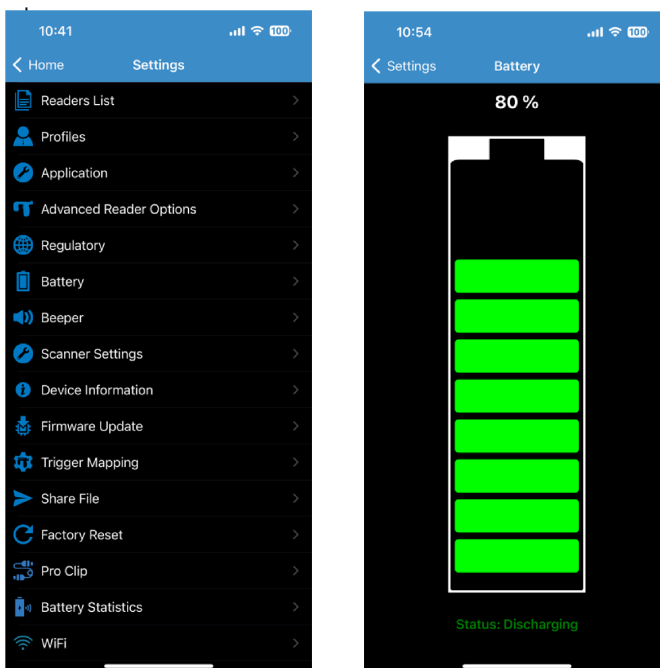 10:41
100
Home
Settings
Readers List
Profiles
Application
Advanced Reader Options
Regulatory
Battery
Beeper
Scanner Settings
Device Information
Firmware Update
Trigger Mapping
Share File
Factory Reset
Pro Clip
Battery Statistics
WiFi
10:54
100
Settings
Battery
80 %
Status: Discharging